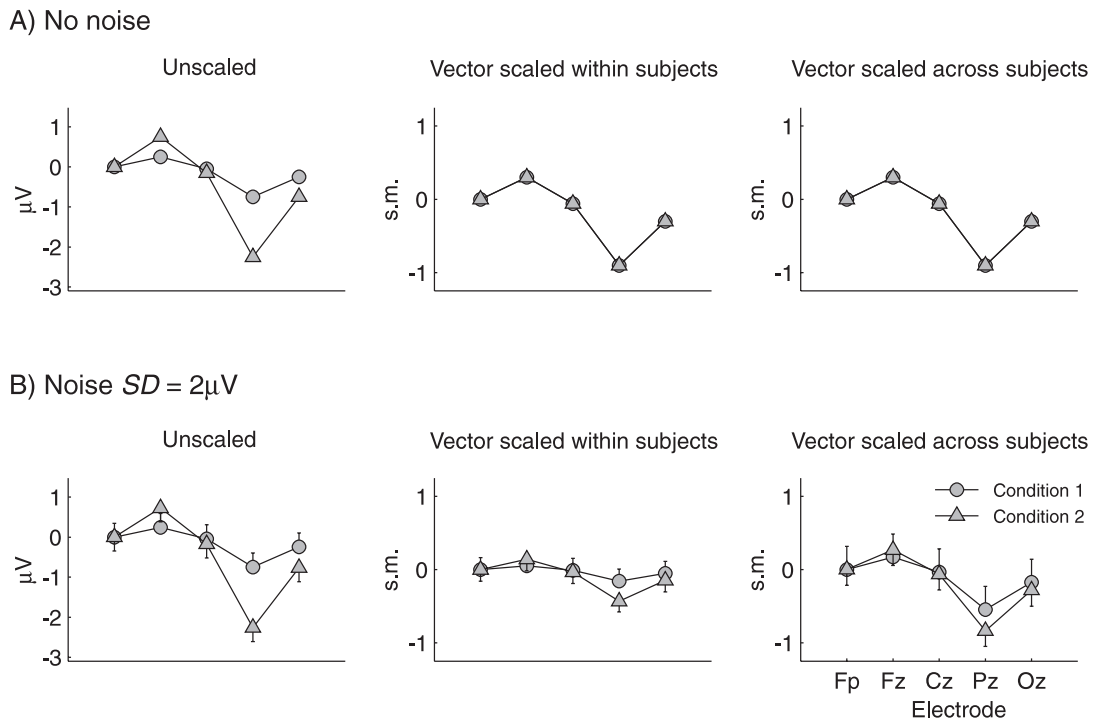 A) No noise
Unscaled
Vector scaled within subjects
Vector scaled across subjects
1
0
-1
-2
-3
μV
1
0
-1
s.m.
1
0
-1
s.m.
B) Noise SD = 2μV
Unscaled
Vector scaled within subjects
Vector scaled across subjects
1
0
-1
-2
-3
μV
1
0
-1
s.m.
1
0
-1
s.m.
Condition 1
Condition 2
Fp Fz Cz Pz Oz
Electrode